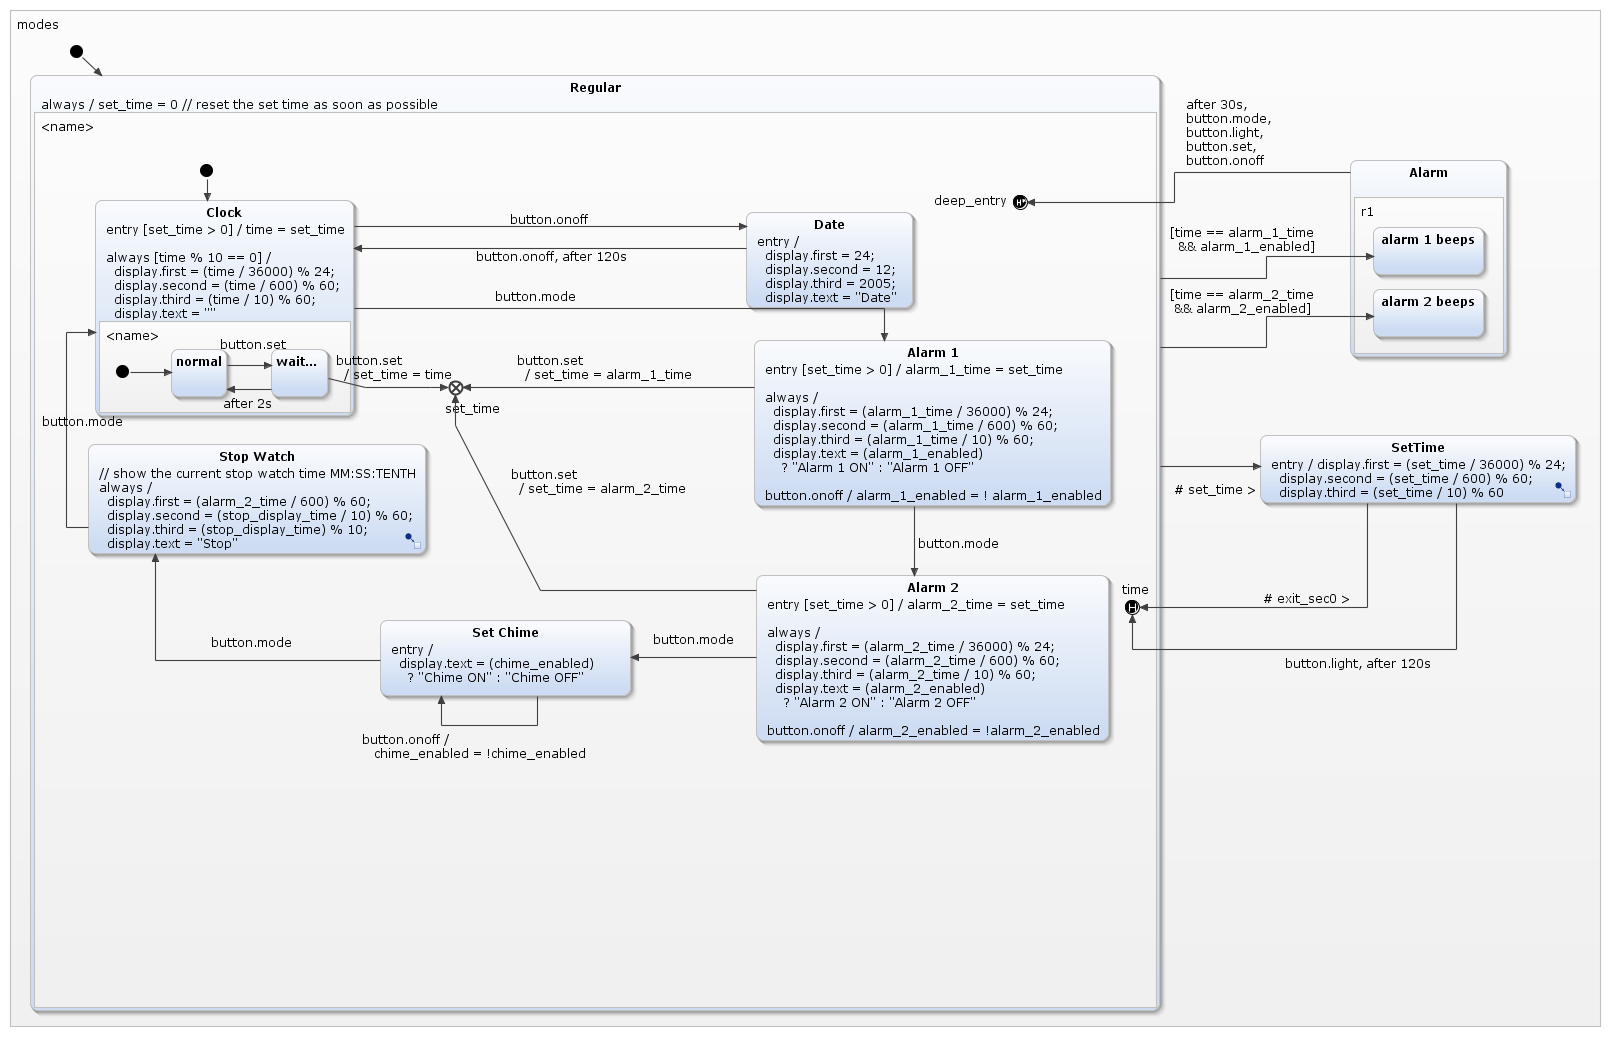 modes
Regular
always / set_time = 0 // reset the set time as soon as possible
<name>
Clock
entry [set_time > 0] / time = set_time
always [time % 10 == 0] /
display.first = (time / 36000) % 24;
display.second = (time / 600) % 60;
display.third = (time / 10) % 60;
display.text = ""
<name>
button.set
normal
wait...
after 2s
button.onoff
button.onoff, after 120s
button.mode
Date
entry /
display.first = 24;
display.second = 12;
display.third = 2005;
display.text = "Date"
deep_entry
H*
after 30s,
button.mode,
button.light,
button.set,
button.onoff
Alarm
r1
alarm 1 beeps
alarm 2 beeps
[time == alarm_1_time
&& alarm_1_enabled]
[time == alarm_2_time
&& alarm_2_enabled]
button.set
/ set_time = time
set_time
button.set
/ set_time = alarm_1_time
Alarm 1
entry [set_time > 0] / alarm_1_time = set_time
always /
display.first = (alarm_1_time / 36000) % 24;
display.second = (alarm_1_time / 600) % 60;
display.third = (alarm_1_time / 10) % 60;
display.text = (alarm_1_enabled)
? "Alarm 1 ON" : "Alarm 1 OFF"
button.onoff / alarm_1_enabled = ! alarm_1_enabled
button.mode
Stop Watch
// show the current stop watch time MM:SS:TENTH
always /
display.first = (alarm_2_time / 600) % 60;
display.second = (stop_display_time / 10) % 60;
display.third = (stop_display_time) % 10;
display.text = "Stop"
button.set
/ set_time = alarm_2_time
SetTime
entry / display.first = (set_time / 36000) % 24;
display.second = (set_time / 600) % 60;
display.third = (set_time / 10) % 60
# set_time >
button.mode
Alarm 2
entry [set_time > 0] / alarm_2_time = set_time
always /
display.first = (alarm_2_time / 36000) % 24;
display.second = (alarm_2_time / 600) % 60;
display.third = (alarm_2_time / 10) % 60;
display.text = (alarm_2_enabled)
? "Alarm 2 ON" : "Alarm 2 OFF"
button.onoff / alarm_2_enabled = !alarm_2_enabled
time
H
# exit_sec0 >
button.light, after 120s
button.mode
Set Chime
entry /
display.text = (chime_enabled)
? "Chime ON" : "Chime OFF"
button.mode
button.onoff /
chime_enabled = !chime_enabled